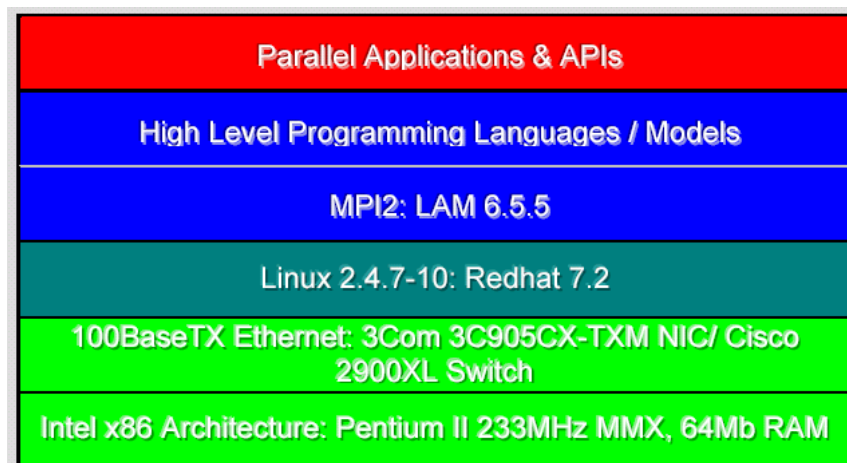 Parallel Applications & APIs
High Level Programming Languages / Models
MPI2: LAM 6.5.5
Linux 2.4.7-10: Redhat 7.2
100BaseTX Ethernet: 3Com 3C905CX-TXM NIC/ Cisco
2900XL Switch
Intel x86 Architecture: Pentium II 233MHz MMX, 64Mb RAM